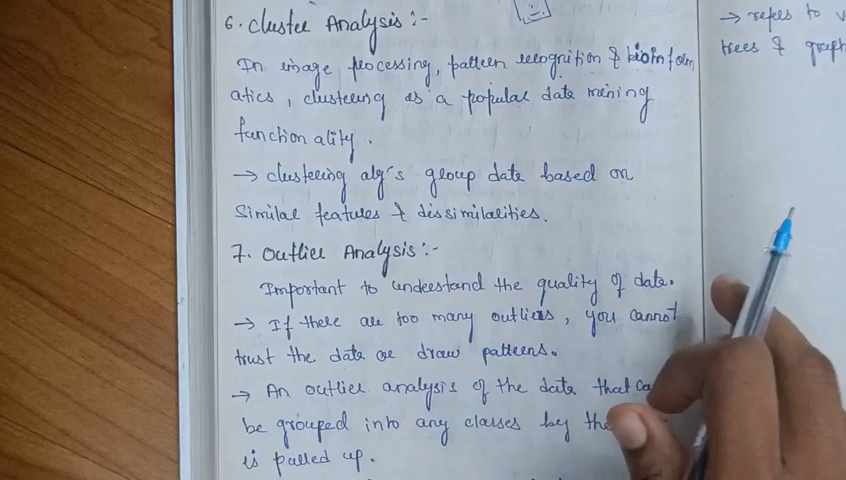 6. Cluster Analysis :-
In image processing, pattern recognition & bioinform
atics, clustering is a popular data mining
functionality.
→ clustering alg's group data based on
similar features & dissimilarities.
7. Outlier Analysis :-
Important to understand the quality of data.
→ If there are too many outliers, you cannot
trust the data or draw patterns.
→ An outlier analysis of the data that
be grouped into any classes by the
is pulled up.
→ refers to
trees &